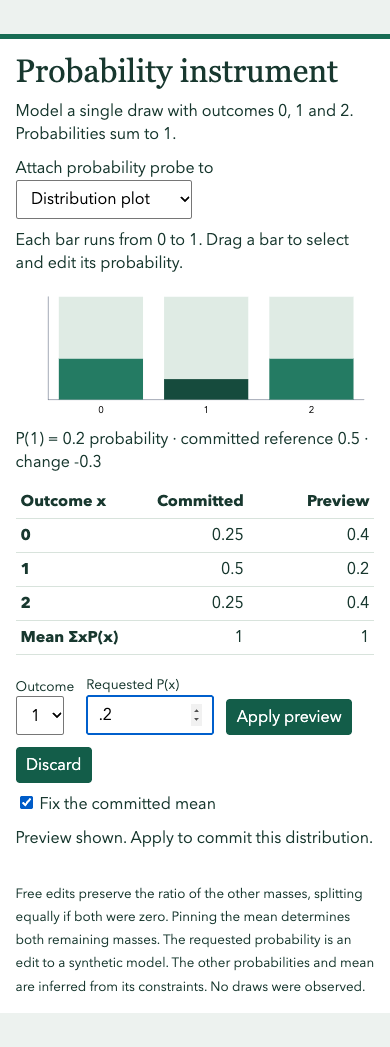 Probability instrument
Model a single draw with outcomes 0, 1 and 2.
Probabilities sum to 1.
Attach probability probe to
Distribution plot
Each bar runs from 0 to 1. Drag a bar to select
and edit its probability.
0 1 2
P(1) = 0.2 probability · committed reference 0.5 ·
change -0.3
Outcome x Committed Preview
0 0.25 0.4
1 0.5 0.2
2 0.25 0.4
Mean ΣxP(x) 1 1
Outcome Requested P(x)
1 .2 Apply preview
Discard
Fix the committed mean
Preview shown. Apply to commit this distribution.
Free edits preserve the ratio of the other masses, splitting
equally if both were zero. Pinning the mean determines
both remaining masses. The requested probability is an
edit to a synthetic model. The other probabilities and mean
are inferred from its constraints. No draws were observed.